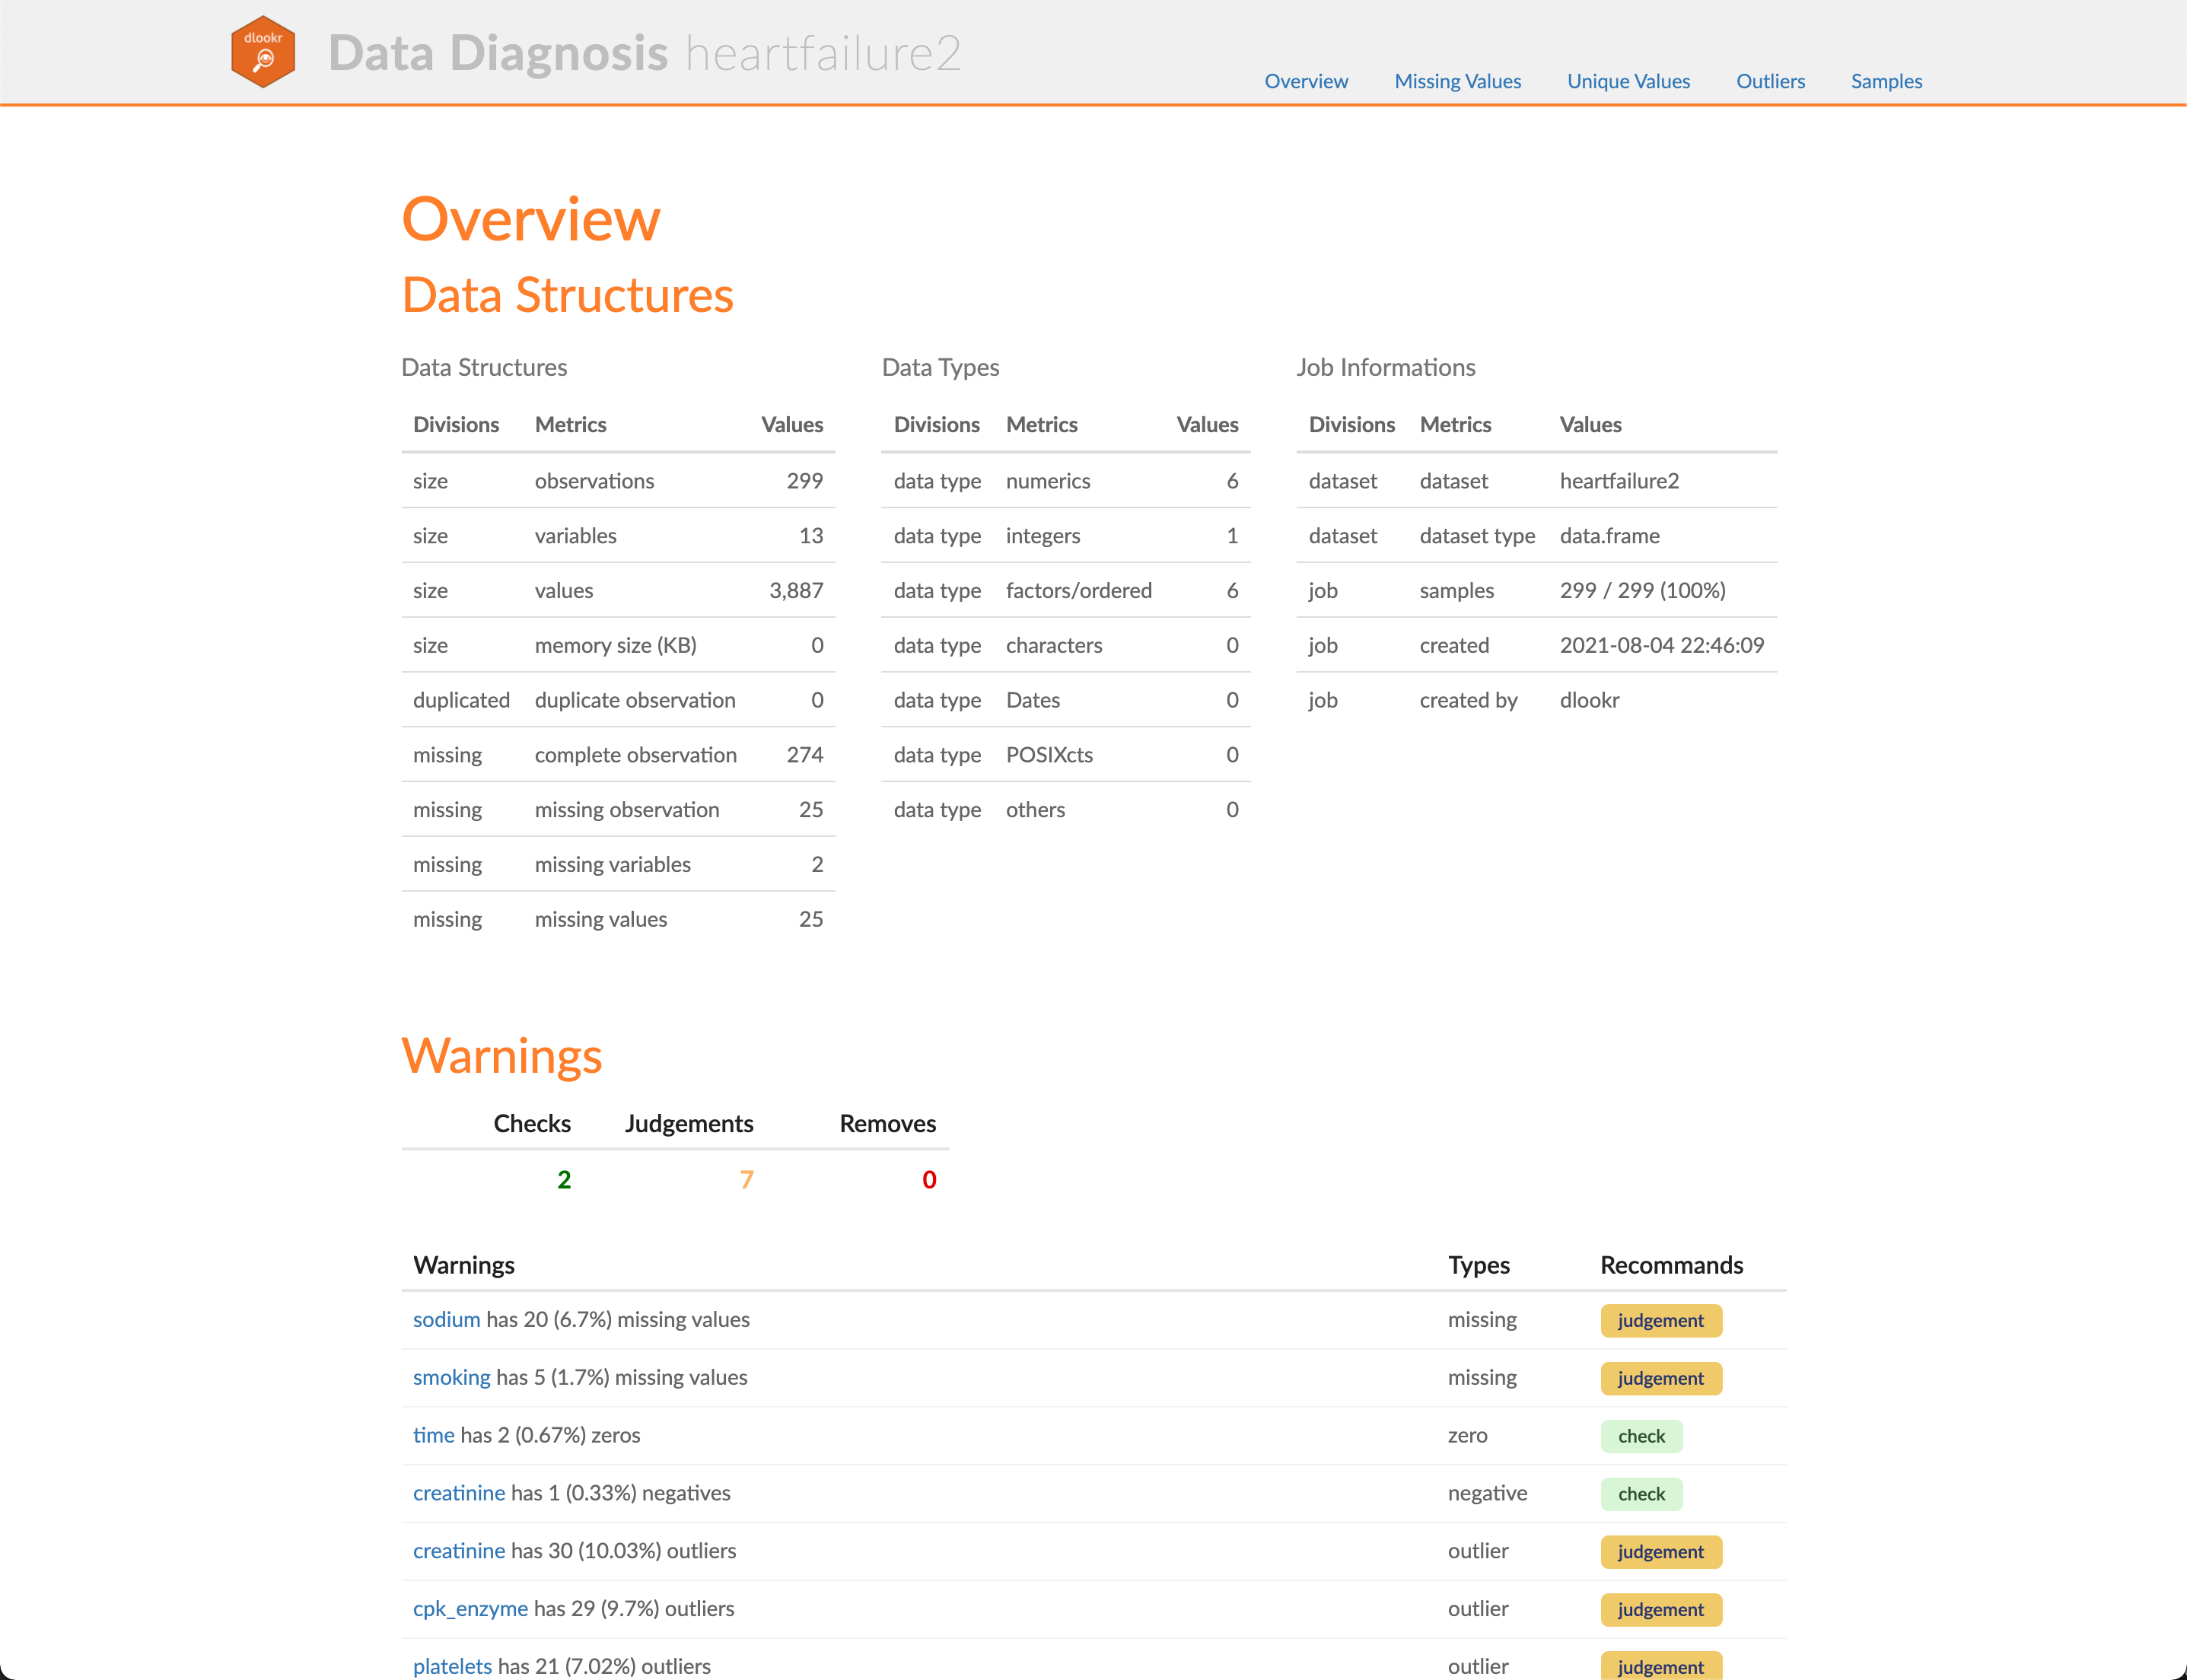 dlookr
Data Diagnosis heartfailure2
Overview Missing Values Unique Values Outliers Samples
Overview
Data Structures
Data Structures
Divisions Metrics Values
size observations 299
size variables 13
size values 3,887
size memory size (KB) 0
duplicated duplicate observation 0
missing complete observation 274
missing missing observation 25
missing missing variables 2
missing missing values 25
Data Types
Divisions Metrics Values
data type numerics 6
data type integers 1
data type factors/ordered 6
data type characters 0
data type Dates 0
data type POSIXcts 0
data type others 0
Job Informations
Divisions Metrics Values
dataset dataset heartfailure2
dataset dataset type data.frame
job samples 299 / 299 (100%)
job created 2021-08-04 22:46:09
job created by dlookr
Warnings
Checks Judgements Removes
2 7 0
Warnings Types Recommands
sodium has 20 (6.7%) missing values missing judgement
smoking has 5 (1.7%) missing values missing judgement
time has 2 (0.67%) zeros zero check
creatinine has 1 (0.33%) negatives negative check
creatinine has 30 (10.03%) outliers outlier judgement
cpk_enzyme has 29 (9.7%) outliers outlier judgement
platelets has 21 (7.02%) outliers outlier judgement